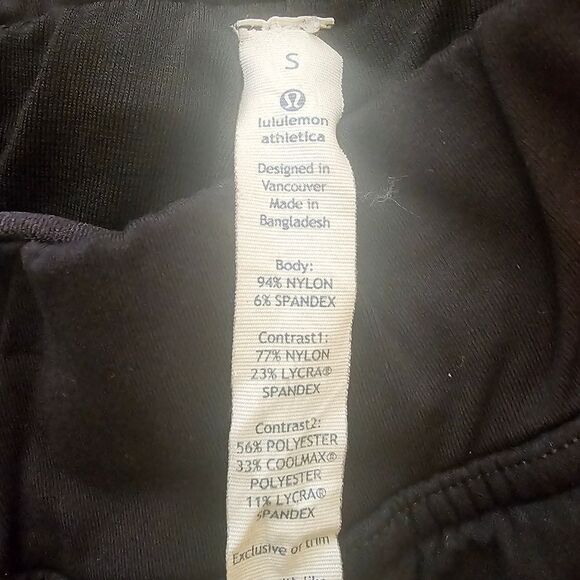 S
lululemon
athletica
Designed in
Vancouver
Made in
Bangladesh
Body:
94% NYLON
6% SPANDEX
Contrast1:
77% NYLON
23% LYCRA®
SPANDEX
Contrast2:
56% POLYESTER
33% COOLMAX®
POLYESTER
11% LYCRA®
SPANDEX
Exclusive of trim